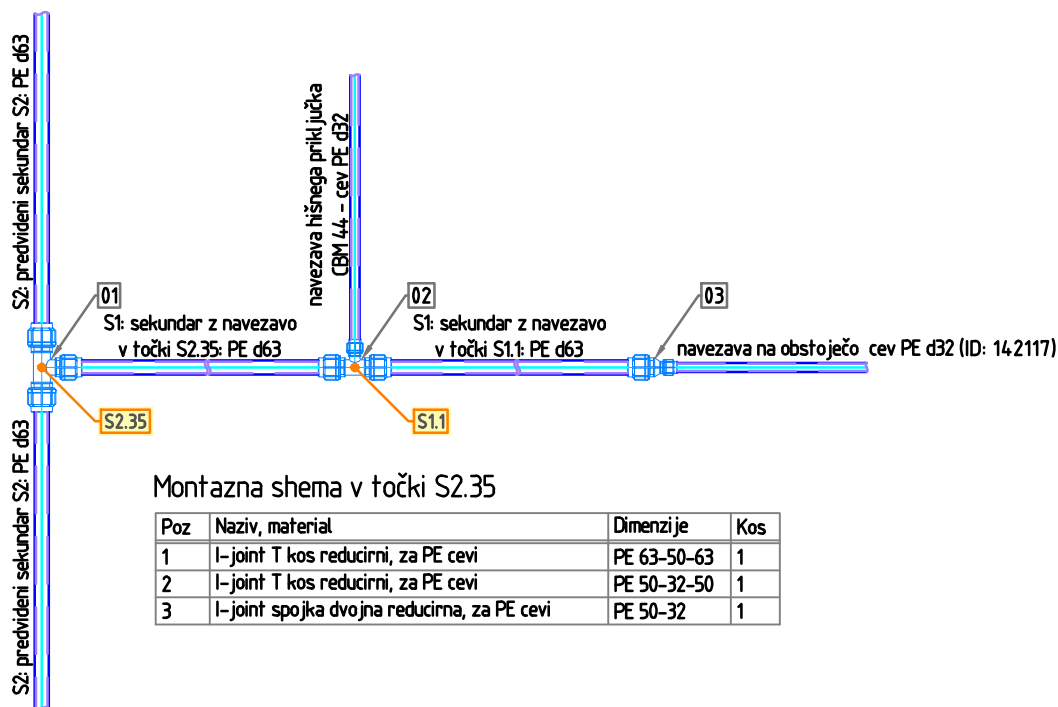 S2: predvideni sekundar S2: PE d63
navezava hišnega priključka
CBM 44 - cev PE d32
01
02
03
S1: sekundar z navezavo
v točki S2.35: PE d63
S1: sekundar z navezavo
v točki S1.1: PE d63
navezava na obstoječo cev PE d32 (ID: 142117)
S2.35
S1.1
S2: predvideni sekundar S2: PE d63
Montazna shema v točki S2.35
Poz Naziv, material Dimenzije Kos
1 I-joint T kos reducirni, za PE cevi PE 63-50-63 1
2 I-joint T kos reducirni, za PE cevi PE 50-32-50 1
3 I-joint spojka dvojna reducirna, za PE cevi PE 50-32 1